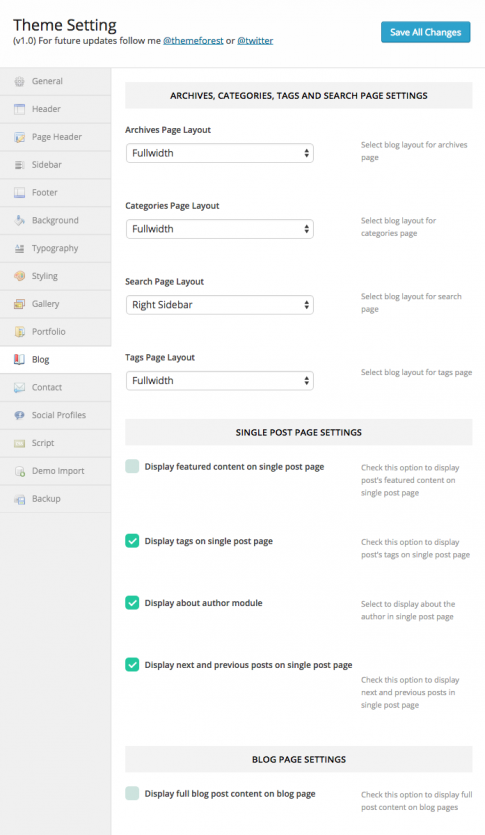 Theme Setting
(v1.0) For future updates follow me @themeforest or @twitter
Save All Changes
General
Header
Page Header
Sidebar
Footer
Background
Typography
Styling
Gallery
Portfolio
Blog
Contact
Social Profiles
Script
Demo Import
Backup
ARCHIVES, CATEGORIES, TAGS AND SEARCH PAGE SETTINGS
Archives Page Layout
Fullwidth
Select blog layout for archives
page
Categories Page Layout
Fullwidth
Select blog layout for
categories page
Search Page Layout
Right Sidebar
Select blog layout for search
page
Tags Page Layout
Fullwidth
Select blog layout for tags page
SINGLE POST PAGE SETTINGS
Display featured content on single post page
Check this option to display
post's featured content on
single post page
Display tags on single post page
Check this option to display
post's tags on single post page
Display about author module
Select to display about the
author in single post page
Display next and previous posts on single post page
Check this option to display
next and previous posts in
single post page
BLOG PAGE SETTINGS
Display full blog post content on blog page
Check this option to display full
post content on blog pages